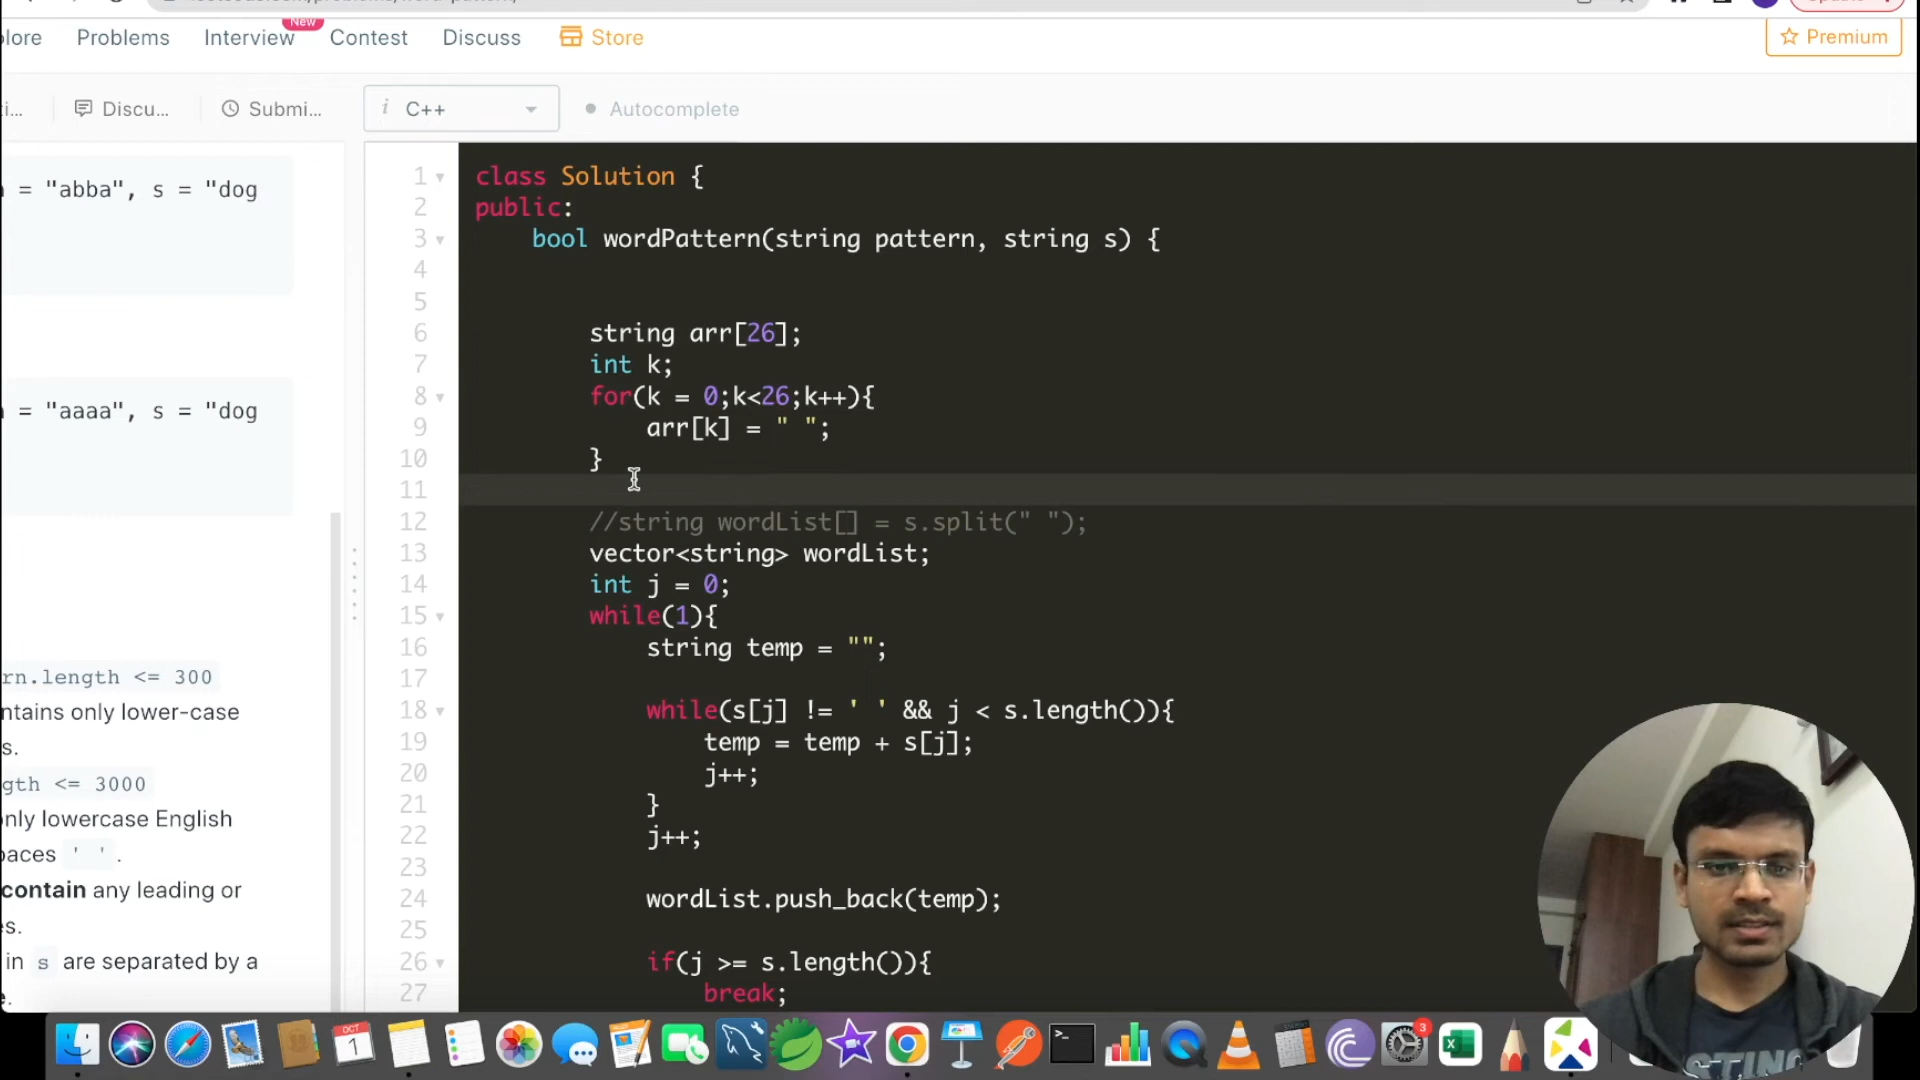 New
lore Problems Interview Contest Discuss Store
Premium
Discu... Submi... i C++ Autocomplete
= "abba", s = "dog
= "aaaa", s = "dog
rn.length <= 300
ntains only lower-case
s.
gth <= 3000
nly lowercase English
paces ' '.
contain any leading or
es.
in s are separated by a
e.
1 class Solution {
2 public:
3 bool wordPattern(string pattern, string s) {
4
5
6 string arr[26];
7 int k;
8 for(k = 0;k<26;k++){
9 arr[k] = " ";
10 }
11
12 //string wordList[] = s.split(" ");
13 vector<string> wordList;
14 int j = 0;
15 while(1){
16 string temp = "";
17
18 while(s[j] != ' ' && j < s.length()){
19 temp = temp + s[j];
20 j++;
21 }
22 j++;
23
24 wordList.push_back(temp);
25
26 if(j >= s.length()){
27 break;
OCT
1
3